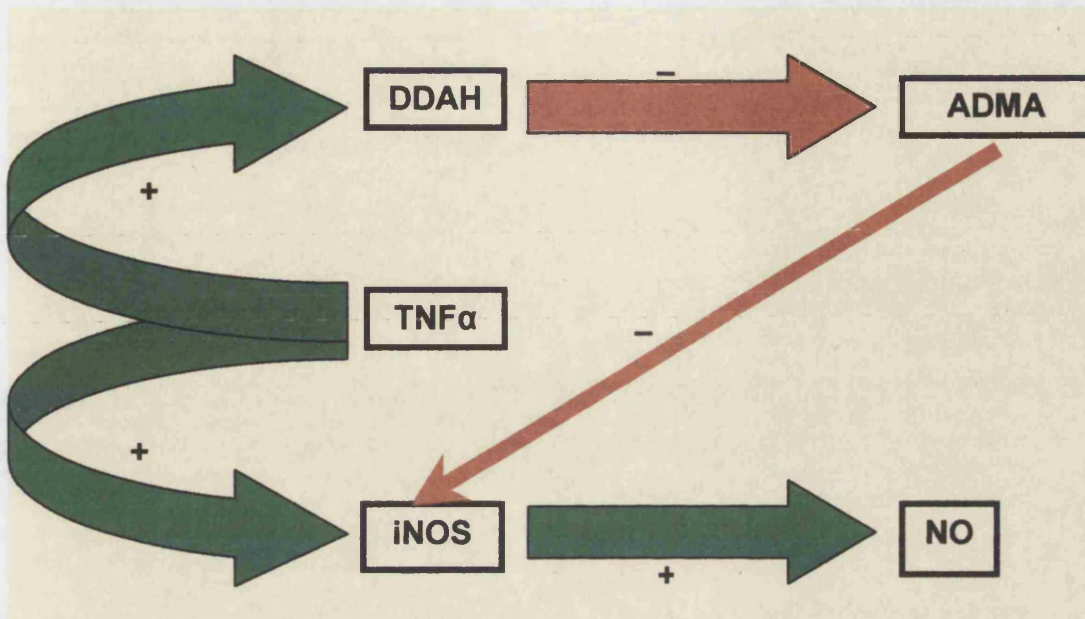 DDAH
−
ADMA
+
TNFα
−
+
iNOS
+
NO